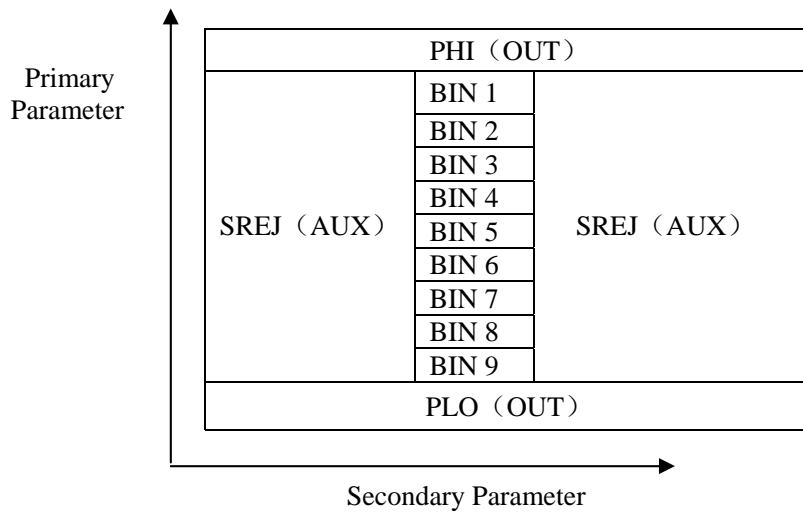 PHI（OUT）
Primary
Parameter
BIN 1
BIN 2
BIN 3
BIN 4
SREJ（AUX）
BIN 5
SREJ（AUX）
BIN 6
BIN 7
BIN 8
BIN 9
PLO（OUT）
Secondary Parameter